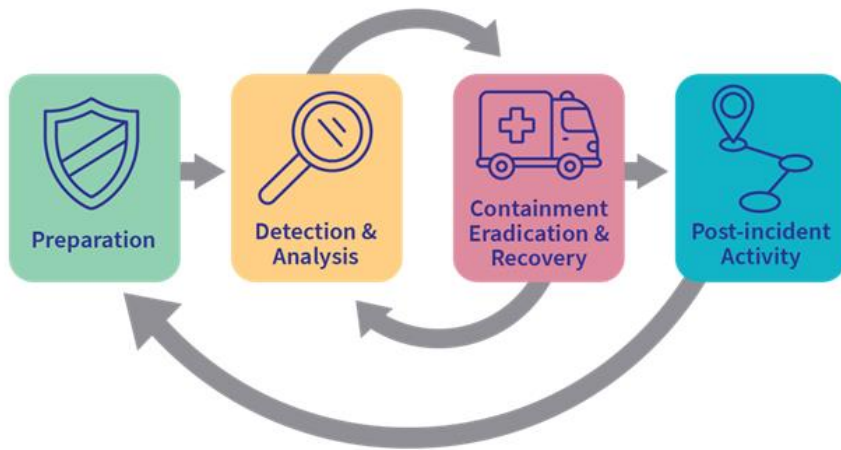 Preparation
Detection &
Analysis
Containment
Eradication &
Recovery
Post-incident
Activity